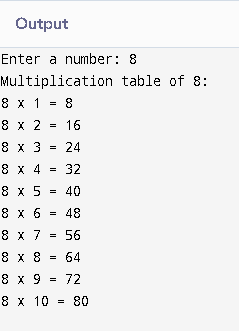 Output
Enter a number: 8
Multiplication table of 8:
8 x 1 = 8
8 x 2 = 16
8 x 3 = 24
8 x 4 = 32
8 x 5 = 40
8 x 6 = 48
8 x 7 = 56
8 x 8 = 64
8 x 9 = 72
8 x 10 = 80